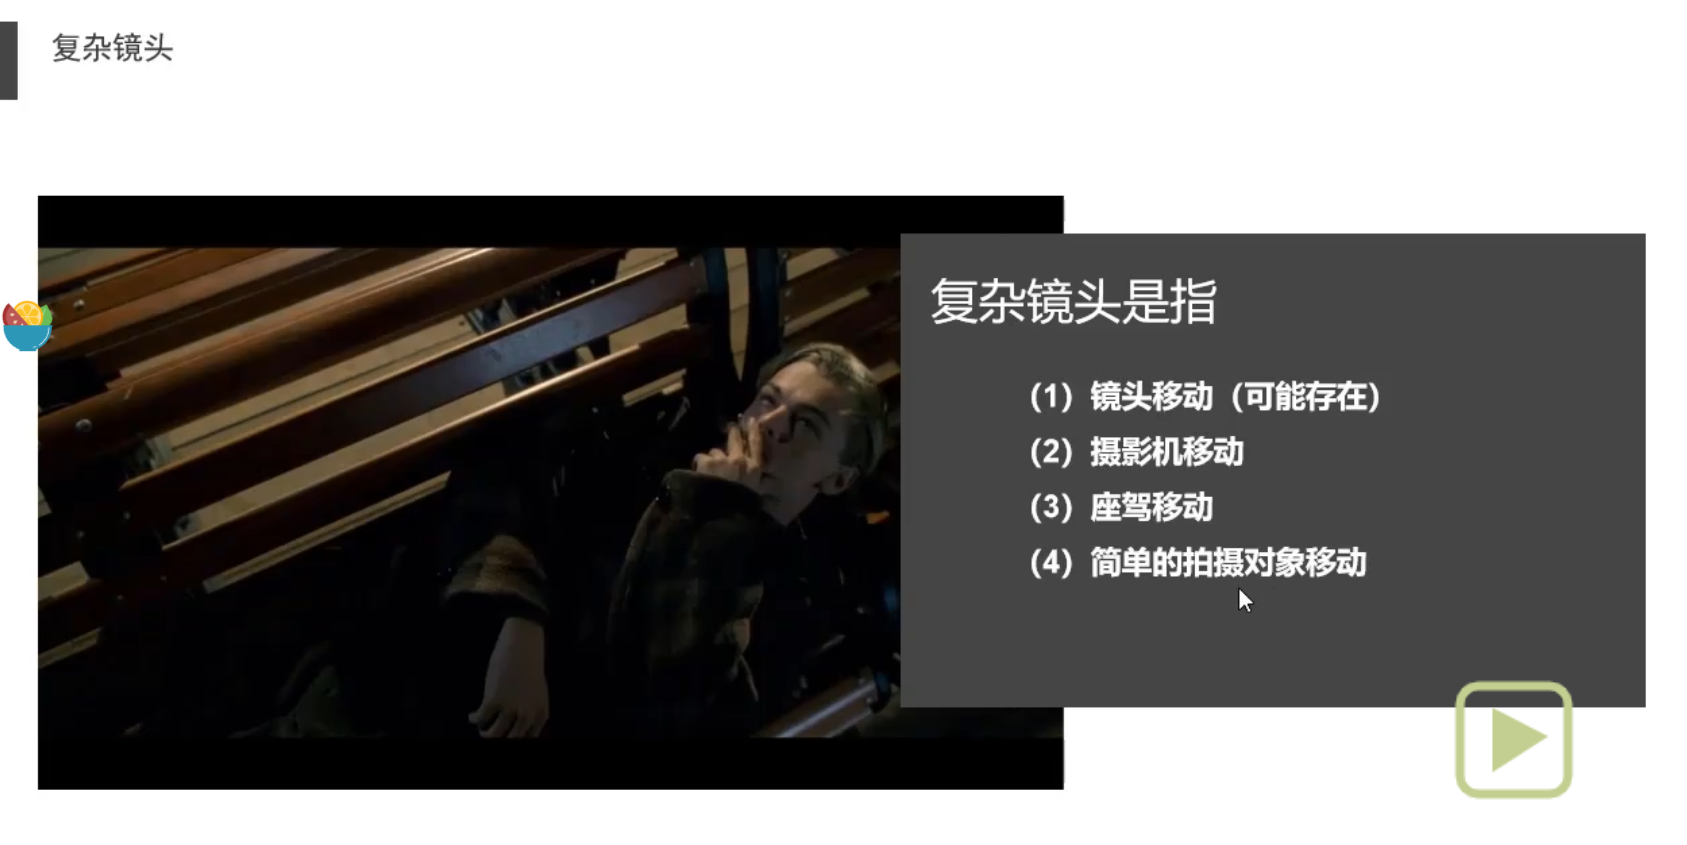 复杂镜头
复杂镜头是指
（1）镜头移动（可能存在）
（2）摄影机移动
（3）座驾移动
（4）简单的拍摄对象移动